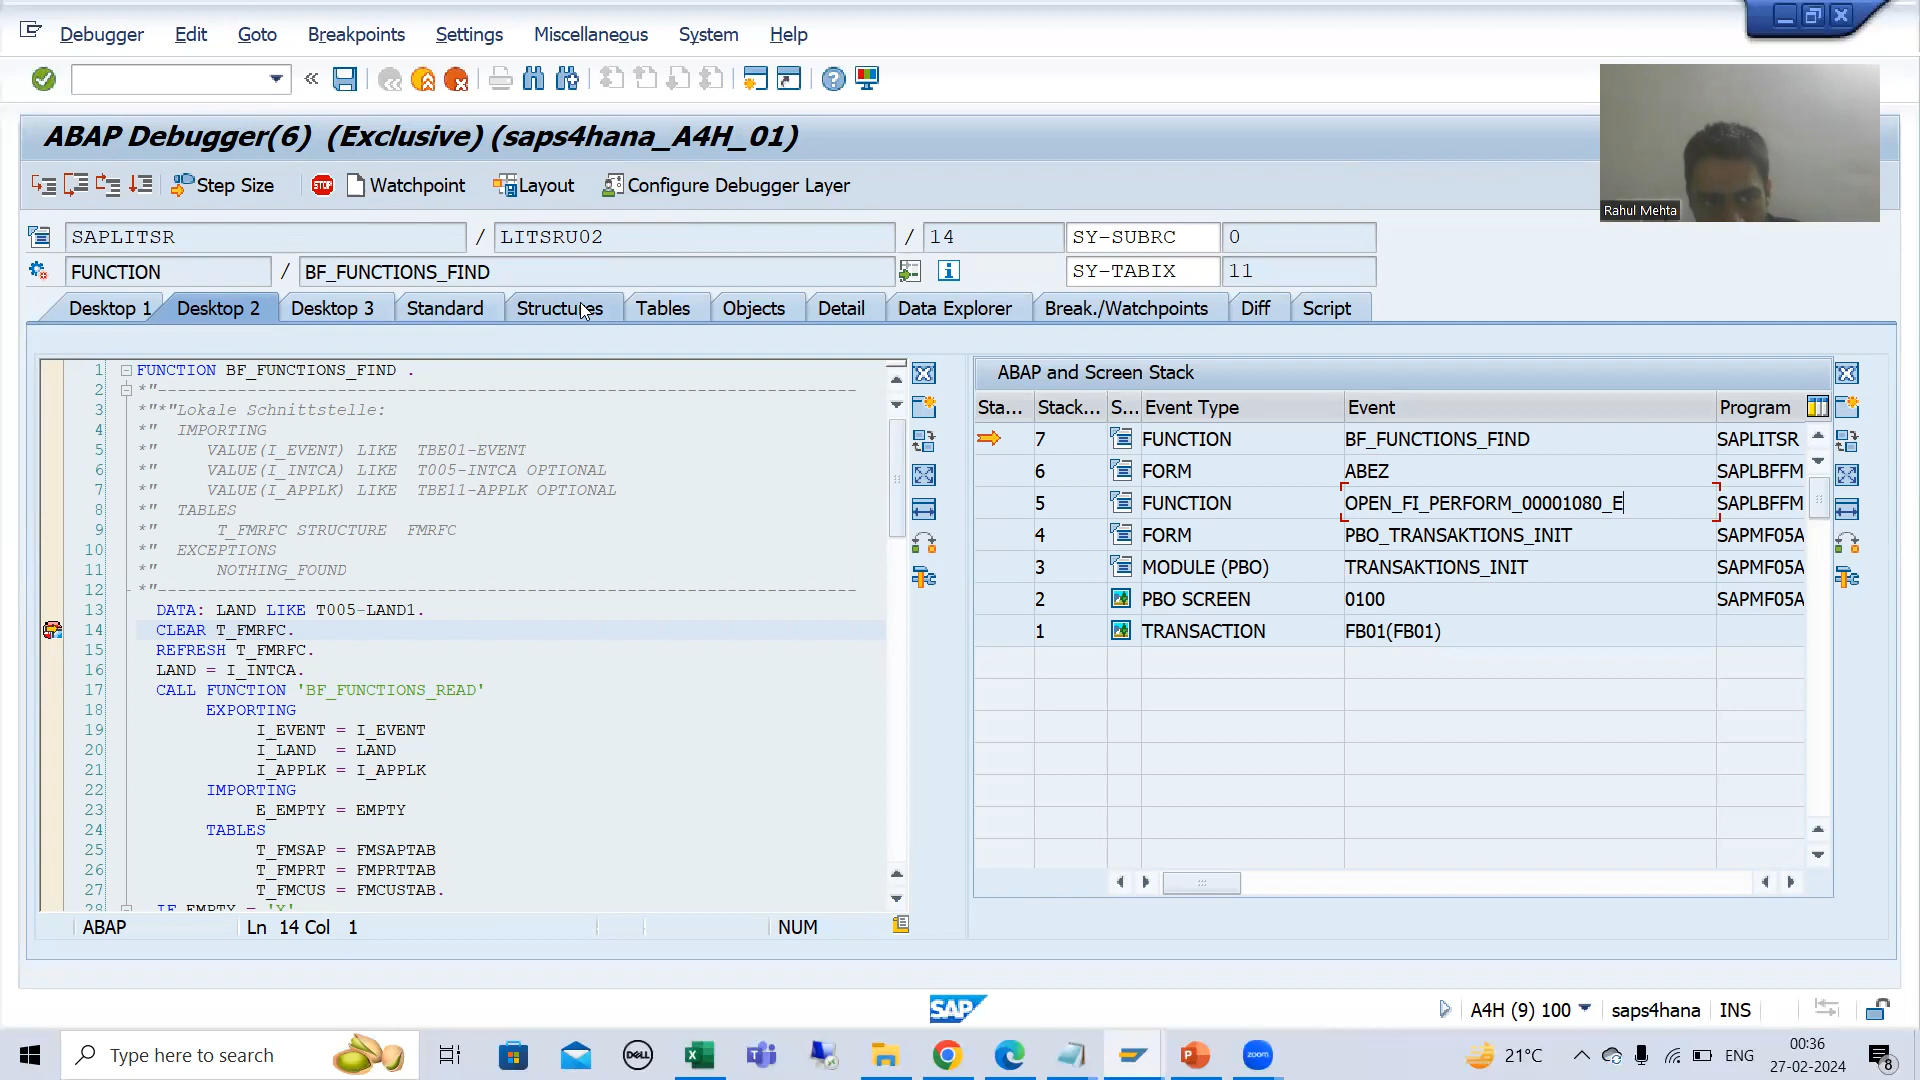 Debugger Edit Goto Breakpoints Settings Miscellaneous System Help
ABAP Debugger(6) (Exclusive) (saps4hana_A4H_01)
Step Size STOP Watchpoint Layout Configure Debugger Layer
Rahul Mehta
SAPLITSR / LITSRU02 / 14 SY-SUBRC 0
FUNCTION / BF_FUNCTIONS_FIND SY-TABIX 11
Desktop 1 Desktop 2 Desktop 3 Standard Structures Tables Objects Detail Data Explorer Break./Watchpoints Diff Script
1 FUNCTION BF_FUNCTIONS_FIND .
2 *"----------------------------------------------------------------------
3 *"*"Lokale Schnittstelle:
4 *" IMPORTING
5 *" VALUE(I_EVENT) LIKE TBE01-EVENT
6 *" VALUE(I_INTCA) LIKE T005-INTCA OPTIONAL
7 *" VALUE(I_APPLK) LIKE TBE11-APPLK OPTIONAL
8 *" TABLES
9 *" T_FMRFC STRUCTURE FMRFC
10 *" EXCEPTIONS
11 *" NOTHING_FOUND
12 *"----------------------------------------------------------------------
13 DATA: LAND LIKE T005-LAND1.
14 CLEAR T_FMRFC.
15 REFRESH T_FMRFC.
16 LAND = I_INTCA.
17 CALL FUNCTION 'BF_FUNCTIONS_READ'
18 EXPORTING
19 I_EVENT = I_EVENT
20 I_LAND = LAND
21 I_APPLK = I_APPLK
22 IMPORTING
23 E_EMPTY = EMPTY
24 TABLES
25 T_FMSAP = FMSAPTAB
26 T_FMPRT = FMPRTTAB
27 T_FMCUS = FMCUSTAB.
28 IF EMPTY = 'X'
ABAP Ln 14 Col 1 NUM
ABAP and Screen Stack
Sta... Stack... S... Event Type Event Program
7 FUNCTION BF_FUNCTIONS_FIND SAPLITSR
6 FORM ABEZ SAPLBFFM
5 FUNCTION OPEN_FI_PERFORM_00001080_E SAPLBFFM
4 FORM PBO_TRANSAKTIONS_INIT SAPMF05A
3 MODULE (PBO) TRANSAKTIONS_INIT SAPMF05A
2 PBO SCREEN 0100 SAPMF05A
1 TRANSACTION FB01(FB01)
SAP A4H (9) 100 saps4hana INS
Type here to search DELL zoom 21°C ENG 00:36
27-02-2024 8